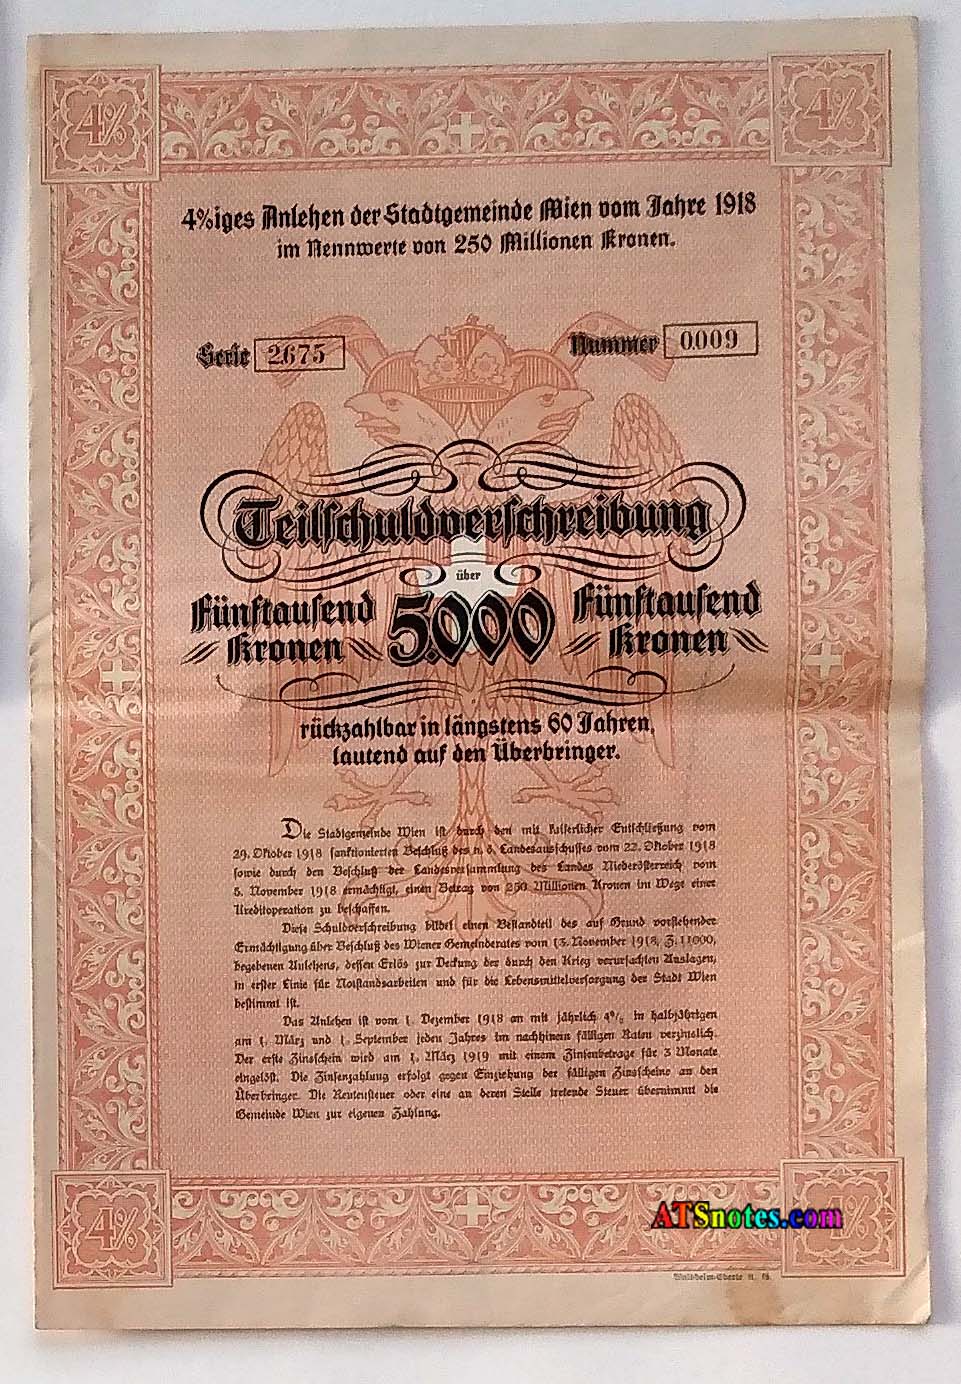 4% 4%
4%iges Anlehen der Stadtgemeinde Wien vom Jahre 1918
im Nennwerte von 250 Millionen Kronen.
Serie 2675 Nummer 0009
Teilschuldverschreibung
über
Fünftausend Kronen 5.000 Fünftausend Kronen
rückzahlbar in längstens 60 Jahren,
lautend auf den Überbringer.
Die Stadtgemeinde Wien ist durch den mit kaiserlicher Entschließung vom
29. Oktober 1918 sanktionierten Beschluß des n. ö. Landesausschusses vom 22. Oktober 1918
sowie durch den Beschluß der Landesversammlung des Landes Niederösterreich vom
5. November 1918 ermächtigt, einen Betrag von 250 Millionen Kronen im Wege einer
Kreditoperation zu beschaffen.
Diese Schuldverschreibung bildet einen Bestandteil des auf Grund vorstehender
Ermächtigung über Beschluß des Wiener Gemeinderates vom 13. November 1918, Z. 11000,
begebenen Anlehens, dessen Erlös zur Deckung der durch den Krieg verursachten Auslagen,
in erster Linie für Notstandsarbeiten und für die Lebensmittelversorgung der Stadt Wien
bestimmt ist.
Das Anlehen ist vom 1. Dezember 1918 an mit jährlich 4% in halbjährigen
am 1. März und 1. September jeden Jahres im nachhinein fälligen Raten verzinslich.
Der erste Zinsschein wird am 1. März 1919 mit einem Zinsenbetrage für 3 Monate
eingelöst. Die Zinsenzahlung erfolgt gegen Einziehung der fälligen Zinsscheine an den
Überbringer. Die Rentensteuer oder eine an deren Stelle tretende Steuer übernimmt die
Gemeinde Wien zur eigenen Zahlung.
4% 4%
ATSnotes.com
Waldheim-Eberle A. G.